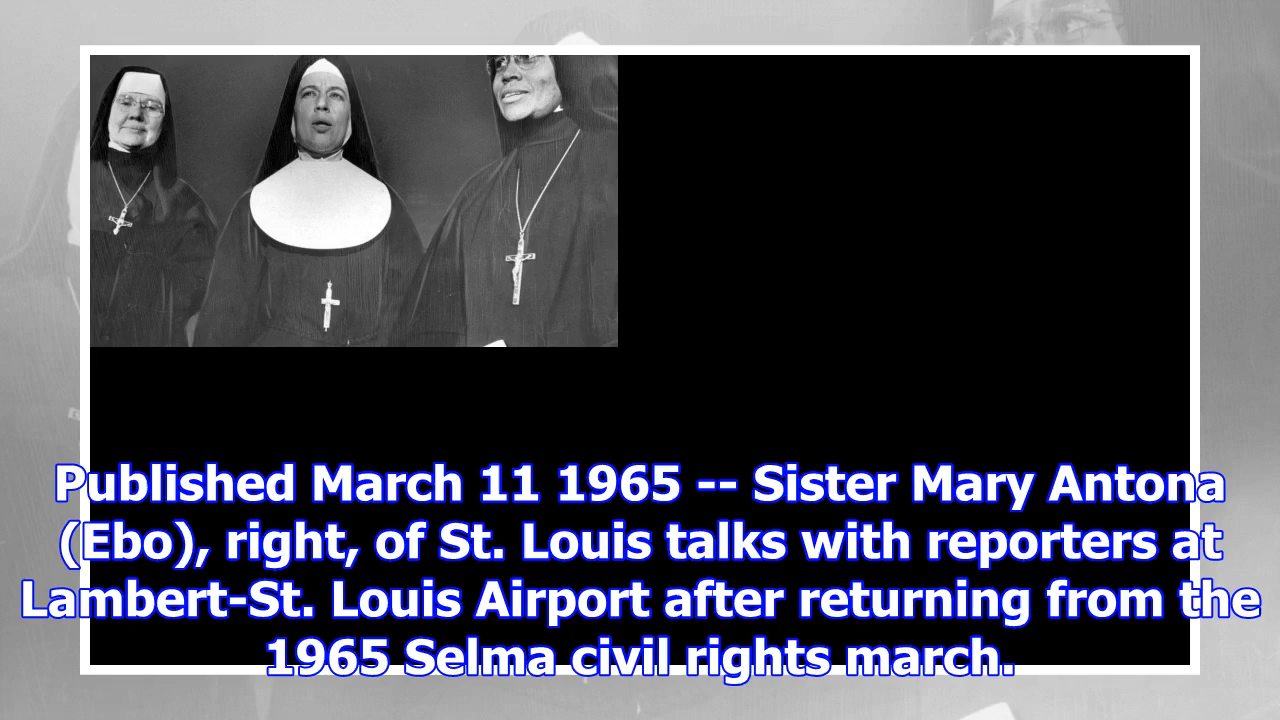 Published March 11 1965 -- Sister Mary Antona
(Ebo), right, of St. Louis talks with reporters at
Lambert-St. Louis Airport after returning from the
1965 Selma civil rights march.